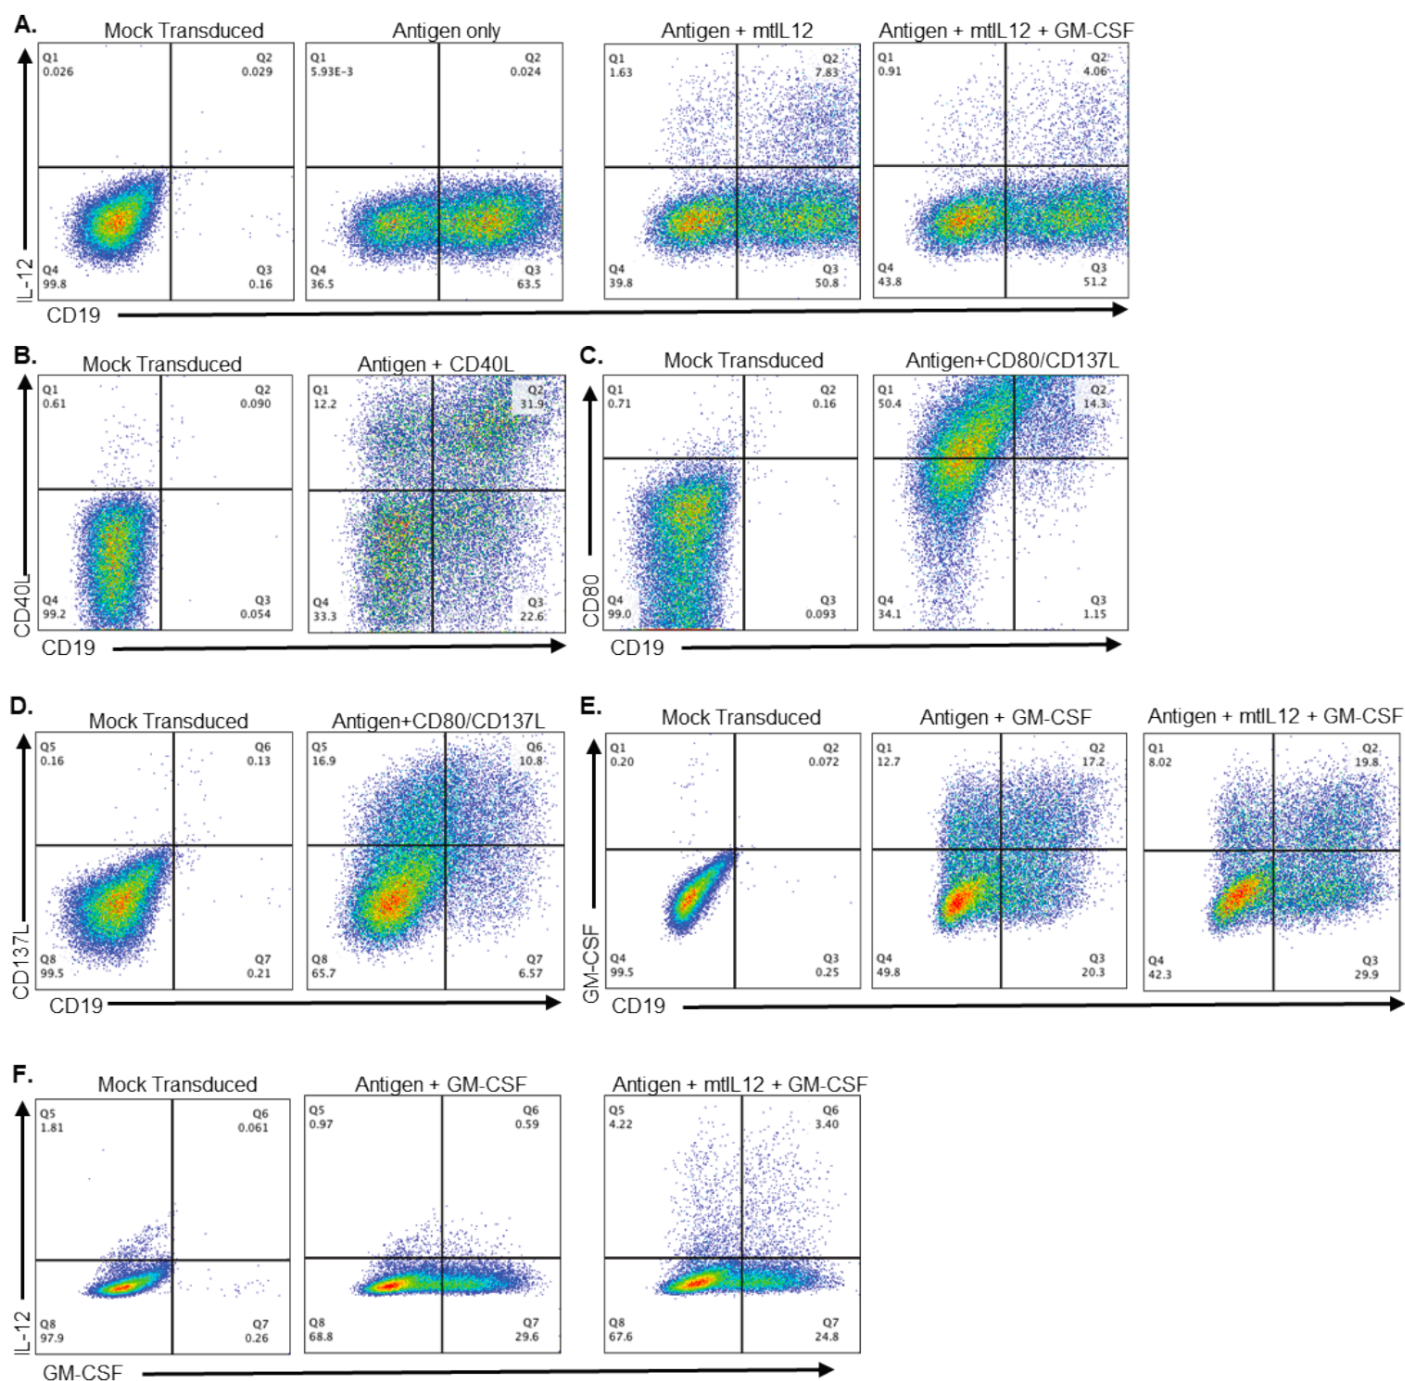 A.
Mock Transduced
Antigen only
Antigen + mtIL12
Antigen + mtIL12 + GM-CSF
Q1
0.026
Q2
0.029
Q1
5.93E-3
Q2
0.024
Q1
1.63
Q2
7.83
Q1
0.91
Q2
4.06
IL-12
Q4
99.8
Q3
0.16
Q4
36.5
Q3
63.5
Q4
39.8
Q3
50.8
Q4
43.8
Q3
51.2
CD19
B.
Mock Transduced
Antigen + CD40L
Q1
0.61
Q2
0.090
Q1
12.2
Q2
31.9
CD40L
Q4
99.2
Q3
0.054
Q4
33.3
Q3
22.6
CD19
C.
Mock Transduced
Antigen+CD80/CD137L
Q1
0.71
Q2
0.16
Q1
50.4
Q2
14.3
CD80
Q4
99.0
Q3
0.093
Q4
34.1
Q3
1.15
CD19
D.
Mock Transduced
Antigen+CD80/CD137L
Q5
0.16
Q6
0.13
Q5
16.9
Q6
10.8
CD137L
Q8
99.5
Q7
0.21
Q8
65.7
Q7
6.57
CD19
E.
Mock Transduced
Antigen + GM-CSF
Antigen + mtIL12 + GM-CSF
Q1
0.20
Q2
0.072
Q1
12.7
Q2
17.2
Q1
8.02
Q2
19.8
GM-CSF
Q4
99.5
Q3
0.25
Q4
49.8
Q3
20.3
Q4
42.3
Q3
29.9
CD19
F.
Mock Transduced
Antigen + GM-CSF
Antigen + mtIL12 + GM-CSF
Q5
1.81
Q6
0.061
Q5
0.97
Q6
0.59
Q5
4.22
Q6
3.40
IL-12
Q8
97.9
Q7
0.26
Q8
68.8
Q7
29.6
Q8
67.6
Q7
24.8
GM-CSF